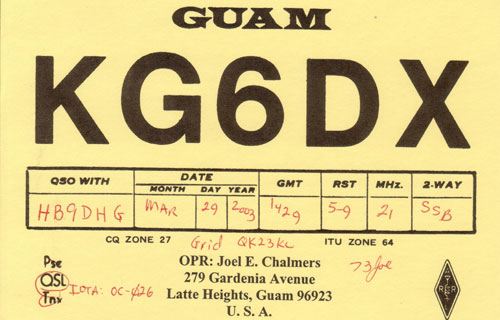 GUAM
KG6DX
QSO WITH DATE GMT RST MHz. 2-WAY
MONTH DAY YEAR
HB9DHG MAR 29 2003 1429 5-9 21 SSB
CQ ZONE 27 Grid QK23KL ITU ZONE 64
Pse OPR: Joel E. Chalmers 73 Joel
QSL 279 Gardenia Avenue
Tnx IOTA: OC-026 Latte Heights, Guam 96923
U. S. A.